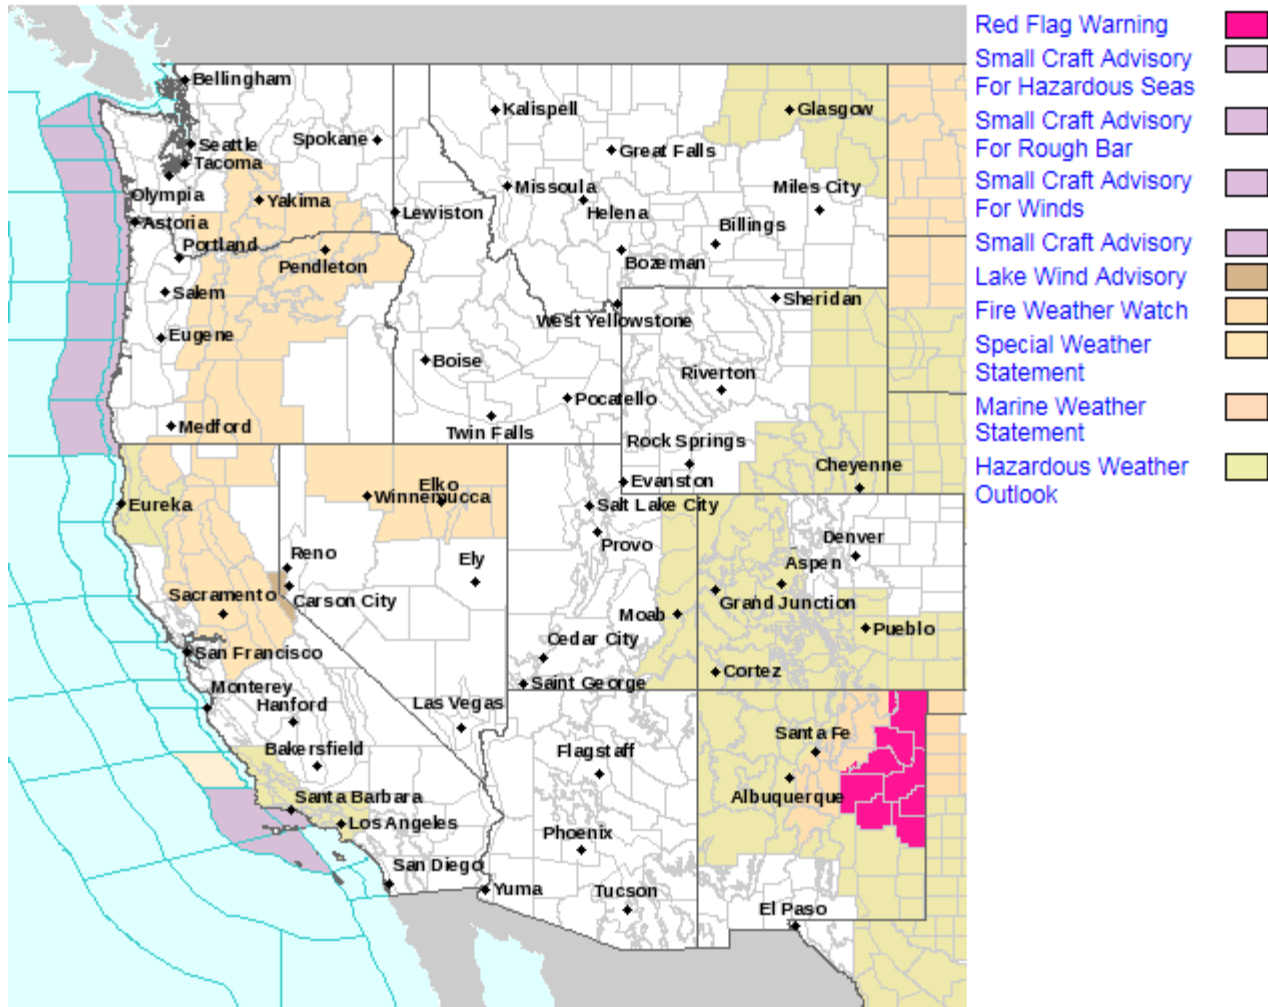 Red Flag Warning
Small Craft Advisory
For Hazardous Seas
Small Craft Advisory
For Rough Bar
Small Craft Advisory
For Winds
Small Craft Advisory
Lake Wind Advisory
Fire Weather Watch
Special Weather
Statement
Marine Weather
Statement
Hazardous Weather
Outlook
Bellingham
Kalispell
Glasgow
Seattle
Spokane
Great Falls
Tacoma
Olympia
Missoula
Miles City
Yakima
Lewiston
Helena
Astoria
Billings
Portland
Pendleton
Bozeman
Salem
Sheridan
West Yellowstone
Eugene
Boise
Riverton
Pocatello
Medford
Twin Falls
Rock Springs
Cheyenne
Evanston
Elko
Winnemucca
Eureka
Salt Lake City
Denver
Provo
Reno
Ely
Aspen
Sacramento
Carson City
Grand Junction
Moab
Pueblo
Cedar City
San Francisco
Cortez
Saint George
Monterey
Hanford
Las Vegas
Santa Fe
Bakersfield
Flagstaff
Santa Barbara
Albuquerque
Los Angeles
Phoenix
San Diego
Yuma
Tucson
El Paso